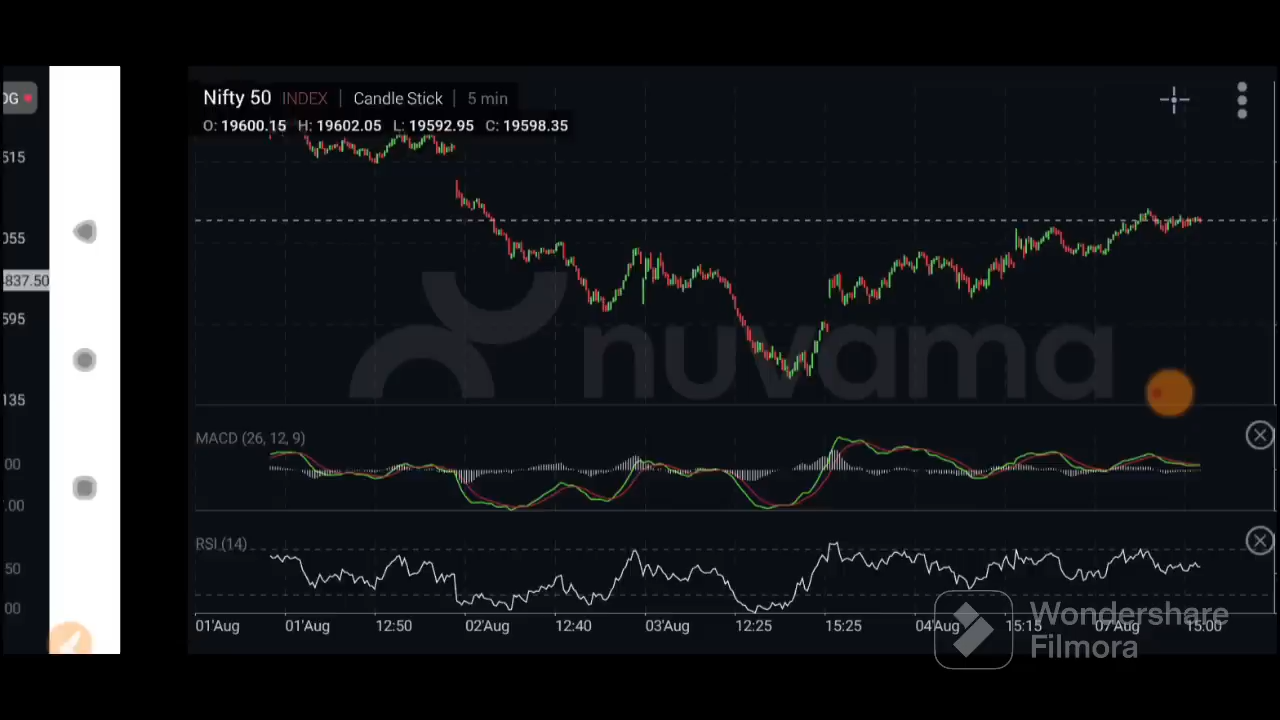 Nifty 50 INDEX | Candle Stick | 5 min
O: 19600.15 H: 19602.05 L: 19592.95 C: 19598.35
OG
515
055
837.50
595
135
00
.00
50
00
nuvama
MACD (26, 12, 9)
RSI (14)
01'Aug 01'Aug 12:50 02'Aug 12:40 03'Aug 12:25 15:25 04'Aug 15:15 07'Aug 15:00
Wondershare
Filmora